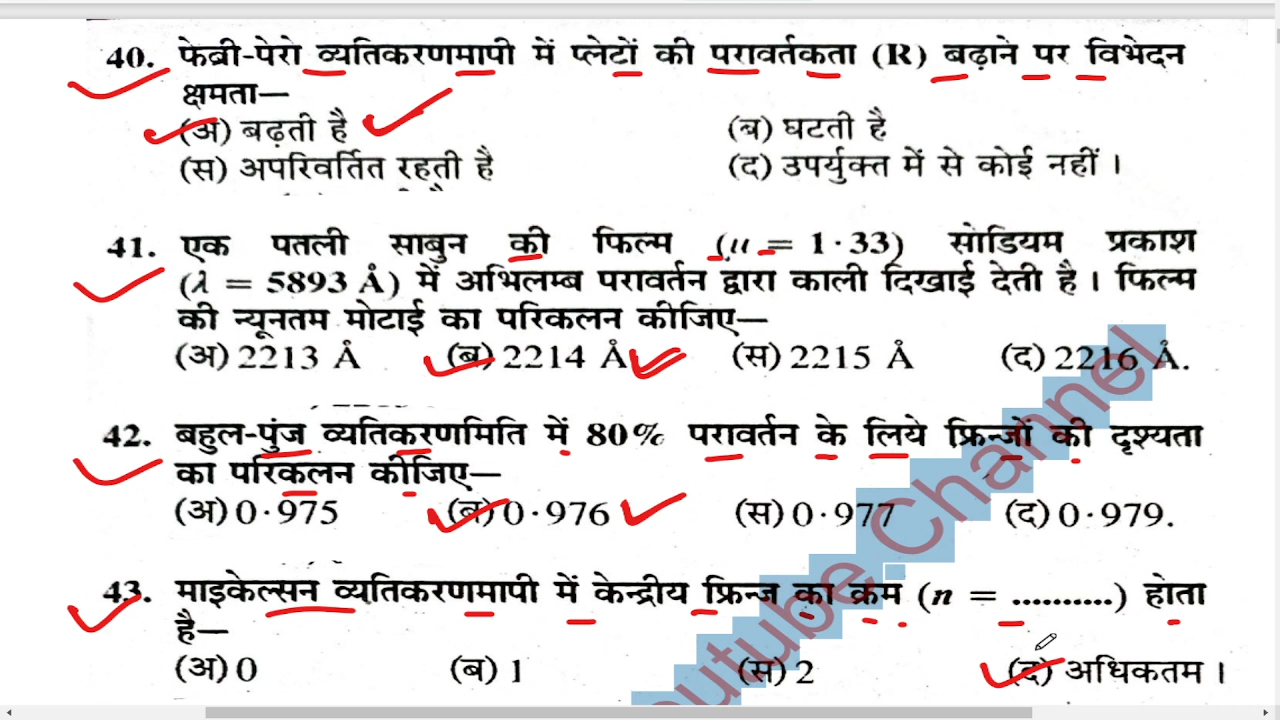 40. फेब्री-पेरो व्यतिकरणमापी में प्लेटों की परावर्तकता (R) बढ़ाने पर विभेदन
क्षमता—
(अ) बढ़ती है (ब) घटती है
(स) अपरिवर्तित रहती है (द) उपर्युक्त में से कोई नहीं।
41. एक पतली साबुन की फिल्म (μ = 1·33) सोडियम प्रकाश
(λ = 5893 Å) में अभिलम्ब परावर्तन द्वारा काली दिखाई देती है। फिल्म
की न्यूनतम मोटाई का परिकलन कीजिए—
(अ) 2213 Å (ब) 2214 Å (स) 2215 Å (द) 2216 Å.
42. बहुल-पुंज व्यतिकरणमिति में 80% परावर्तन के लिये फ्रिन्जों की दृश्यता
का परिकलन कीजिए—
(अ) 0·975 (ब) 0·976 (स) 0·977 (द) 0·979.
43. माइकेल्सन व्यतिकरणमापी में केन्द्रीय फ्रिन्ज का क्रम (n = ..........) होता
है—
(अ) 0 (ब) 1 (स) 2 (द) अधिकतम।
outube Channel